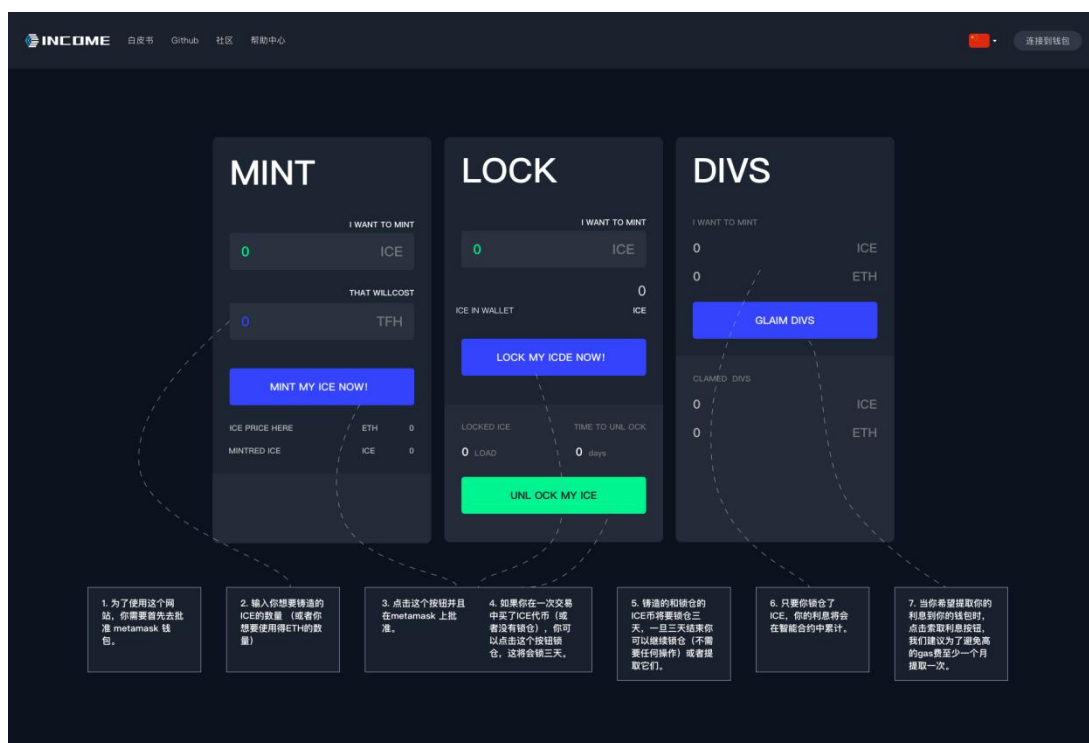 INCOME 白皮书 Github 社区 帮助中心 连接到钱包
MINT
I WANT TO MINT
0 ICE
THAT WILLCOST
0 TFH
MINT MY ICE NOW!
ICE PRICE HERE ETH 0
MINTRED ICE ICE 0
LOCK
I WANT TO MINT
0 ICE
0
ICE IN WALLET ICE
LOCK MY ICDE NOW!
LOCKED ICE TIME TO UNL OCK
0 LOAD 0 days
UNL OCK MY ICE
DIVS
I WANT TO MINT
0 ICE
0 ETH
GLAIM DIVS
CLAMED DIVS
0 ICE
0 ETH
1. 为了使用这个网
站，你需要首先去批
准 metamask 钱
包。
2. 输入你想要铸造的
ICE的数量 （或者你
想要使用得ETH的数
量）
3. 点击这个按钮并且
在metamask 上批
准。
4. 如果你在一次交易
中买了ICE代币（或
者没有锁仓），你可
以点击这个按钮锁
仓，这将会锁三天。
5. 铸造的和锁仓的
ICE币将要锁仓三
天，一旦三天结束你
可以继续锁仓（不需
要任何操作）或者提
取它们。
6. 只要你锁仓了
ICE，你的利息将会
在智能合约中累计。
7. 当你希望提取你的
利息到你的钱包时，
点击索取利息按钮，
我们建议为了避免高
的gas费至少一个月
提取一次。